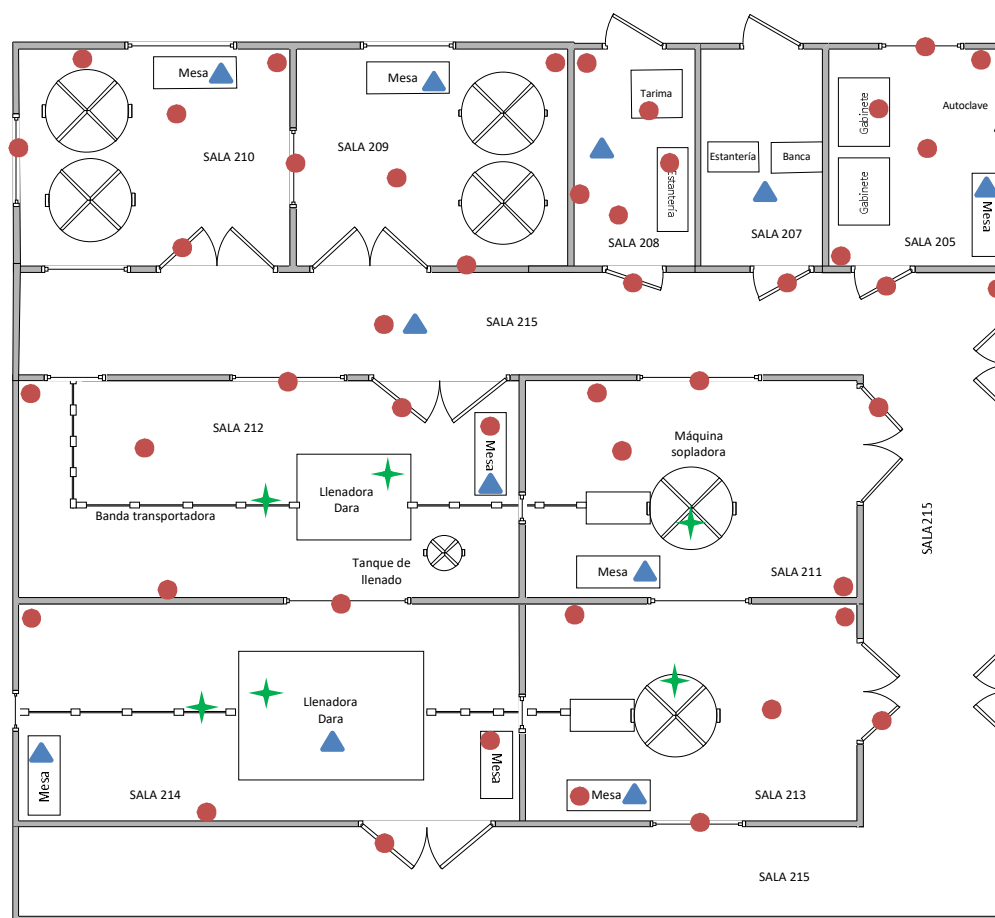 Mesa
SALA 210
Mesa
SALA 209
Tarima
Estantería
SALA 208
Estantería
Banca
SALA 207
Gabinete
Gabinete
Autoclave
Mesa
SALA 205
SALA 215
SALA 212
Mesa
Llenadora
Dara
Banda transportadora
Tanque de
llenado
Máquina
sopladora
Mesa
SALA 211
SALA215
Llenadora
Dara
Mesa
SALA 214
Mesa
Mesa
SALA 213
SALA 215